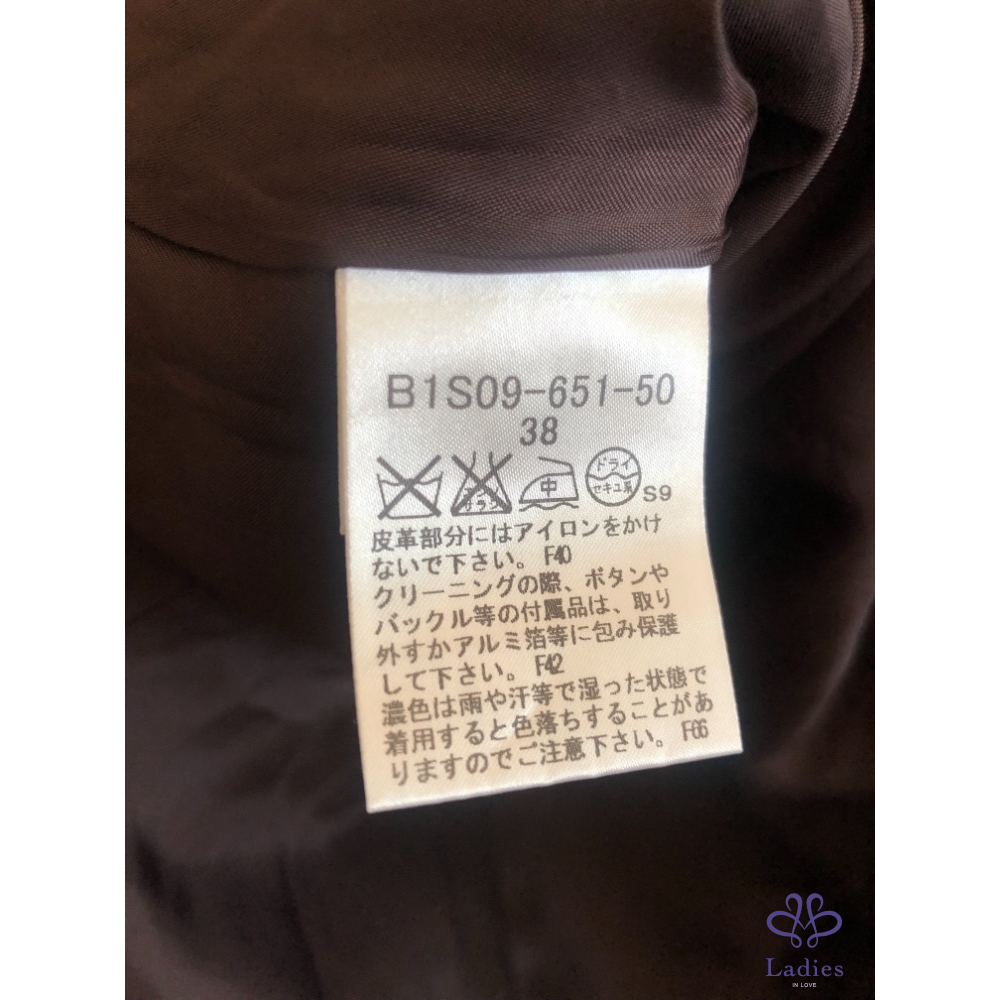 B1S09-651-50
38
エンソ
サラシ
中
ドライ
セキユ系
S9
皮革部分にはアイロンをかけ
ないで下さい。F40
クリーニングの際、ボタンや
バックル等の付属品は、取り
外すかアルミ箔等に包み保護
して下さい。F42
濃色は雨や汗等で湿った状態で
着用すると色落ちすることがあ
りますのでご注意下さい。F66
Ladies
IN LOVE